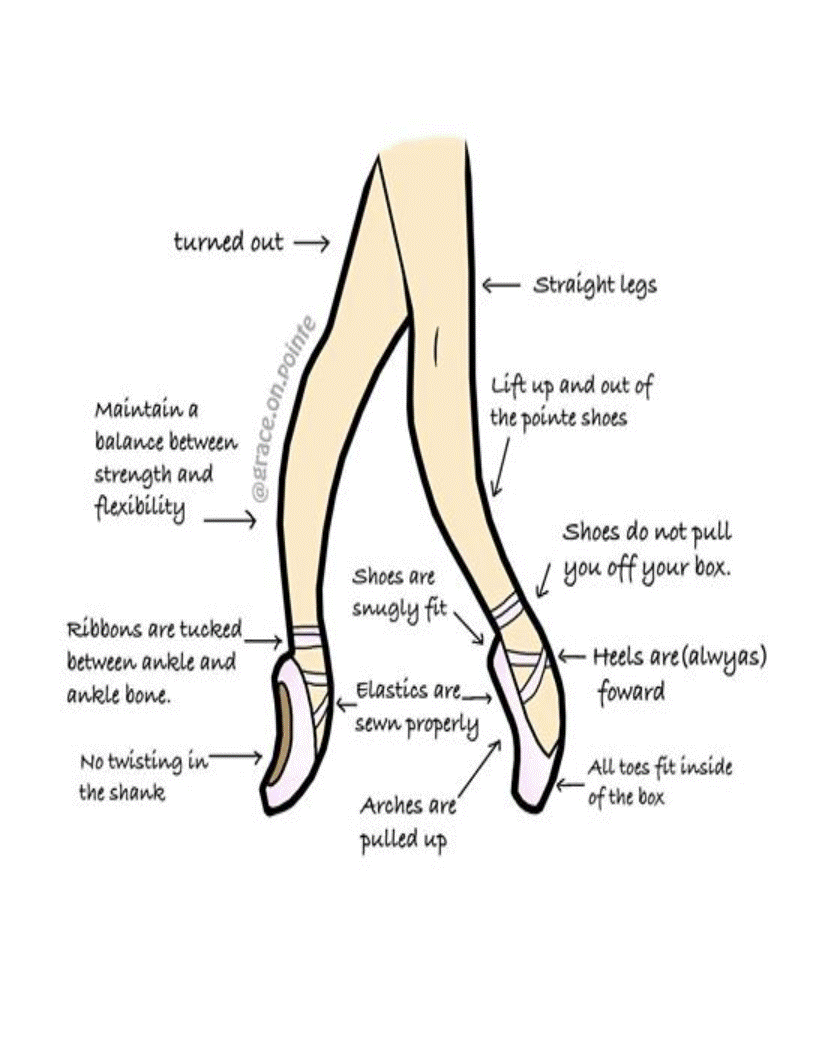 turned out
Straight legs
@grace.on.pointe
Lift up and out of
the pointe shoes
Maintain a
balance between
strength and
flexibility
Shoes do not pull
you off your box.
Shoes are
snugly fit
Ribbons are tucked
between ankle and
ankle bone.
Heels are(alwyas)
foward
Elastics are
sewn properly
No twisting in
the shank
All toes fit inside
of the box
Arches are
pulled up